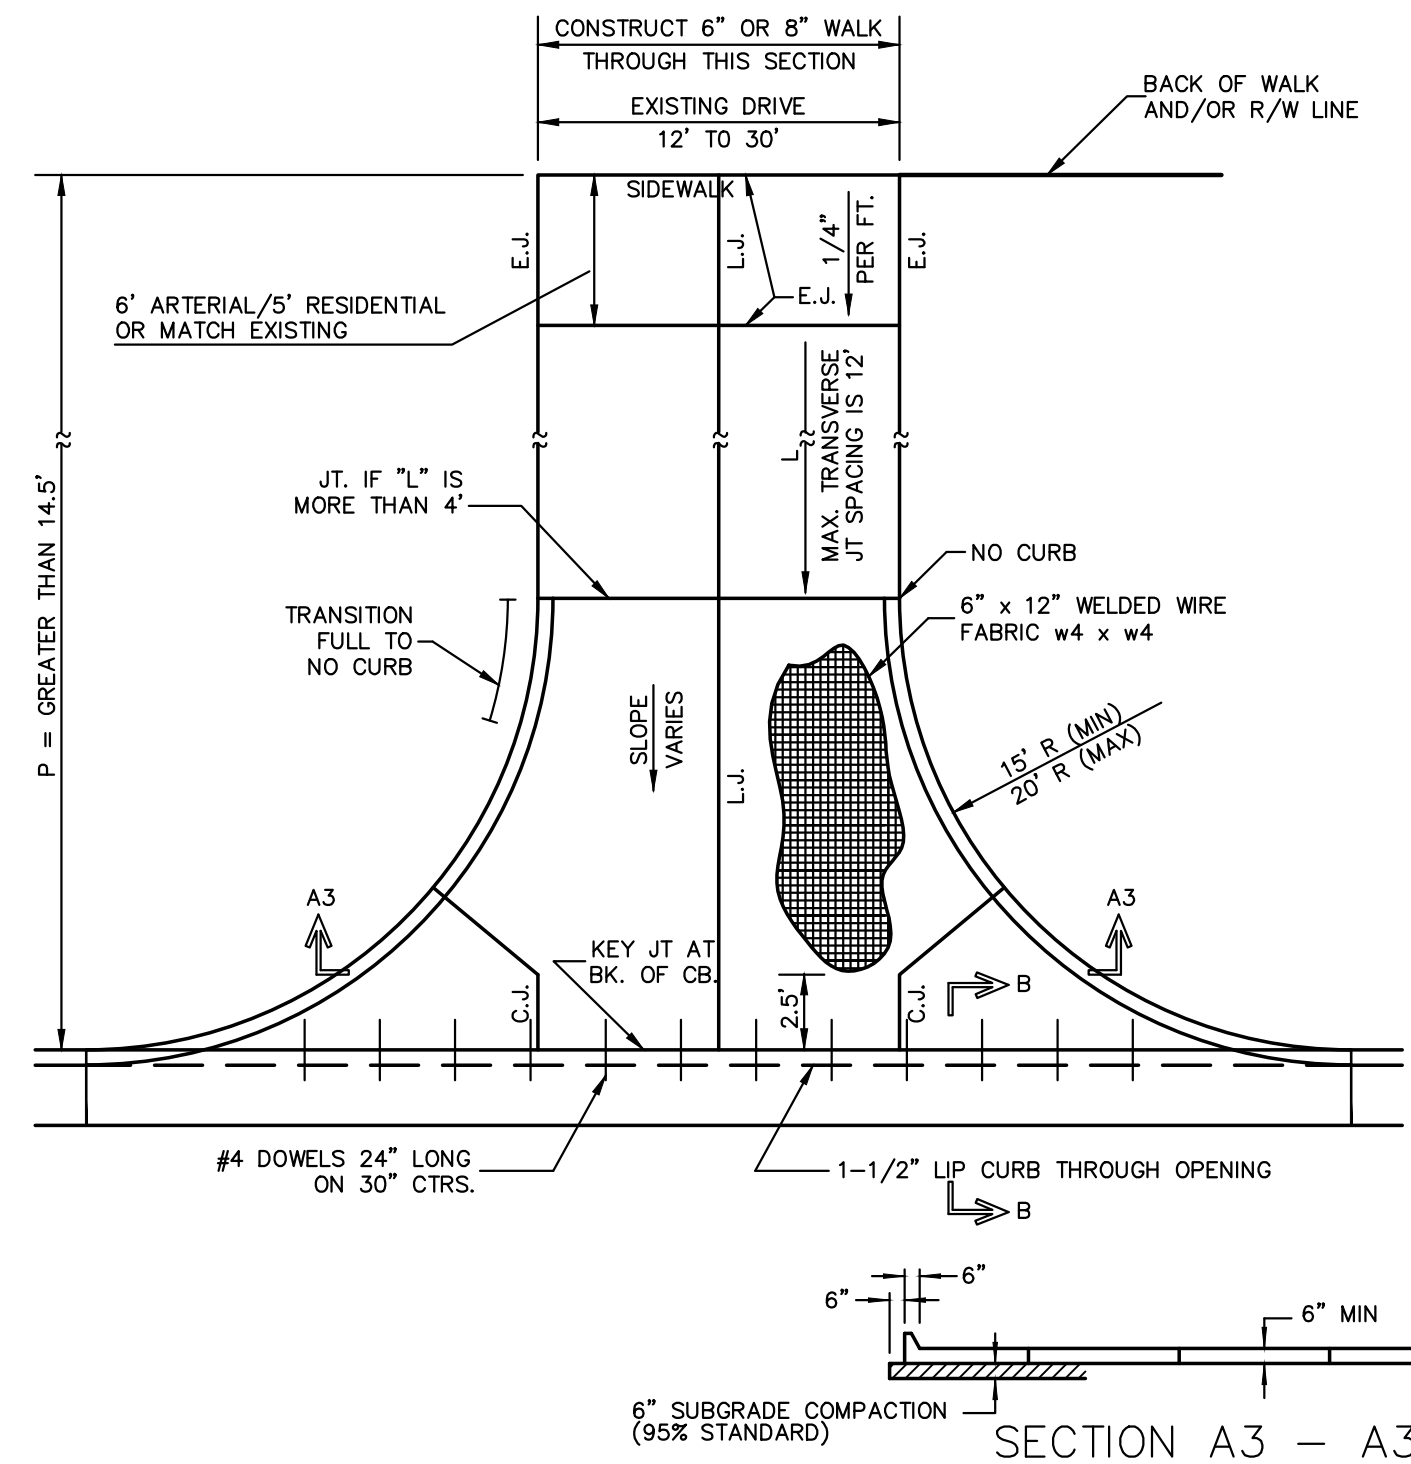 CONSTRUCT 6” OR 8” WALK
THROUGH THIS SECTION
EXISTING DRIVE
12’ TO 30’
BACK OF WALK
AND/OR R/W LINE
SIDEWALK
E.J.
L.J.
1/4”
PER FT.
E.J.
E.J.
6’ ARTERIAL/5’ RESIDENTIAL
OR MATCH EXISTING
L
MAX. TRANSVERSE
JT SPACING IS 12’
P = GREATER THAN 14.5’
JT. IF ”L” IS
MORE THAN 4’
NO CURB
6” x 12” WELDED WIRE
FABRIC w4 x w4
TRANSITION
FULL TO
NO CURB
SLOPE
VARIES
L.J.
15’ R (MIN)
20’ R (MAX)
A3
A3
KEY JT AT
BK. OF CB.
C.J.
2.5’
C.J.
B
#4 DOWELS 24” LONG
ON 30” CTRS.
1–1/2” LIP CURB THROUGH OPENING
B
6”
6”
6” MIN
6” SUBGRADE COMPACTION
(95% STANDARD)
SECTION A3 – A3